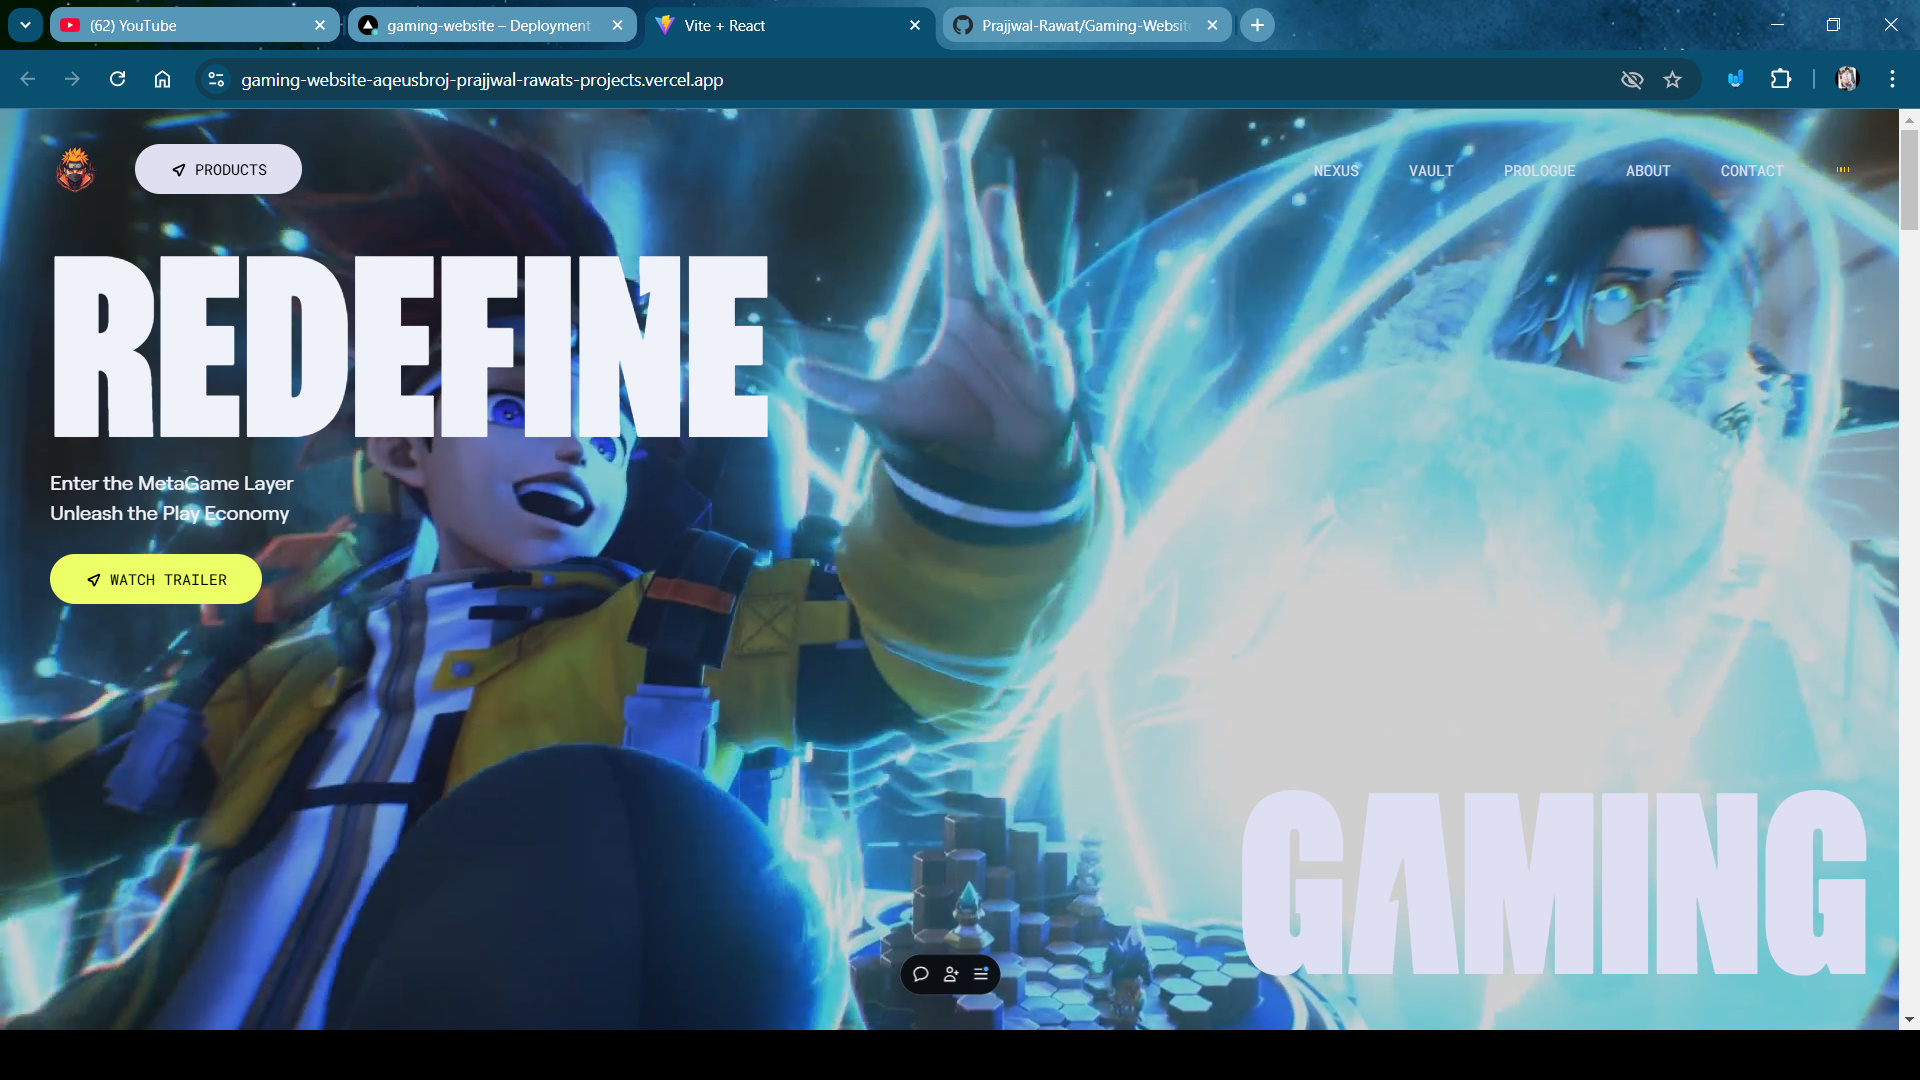 (62) YouTube
gaming-website – Deployment
Vite + React
Prajjwal-Rawat/Gaming-Website
gaming-website-aqeusbroj-prajjwal-rawats-projects.vercel.app
PRODUCTS
NEXUS VAULT PROLOGUE ABOUT CONTACT
REDEFINE
Enter the MetaGame Layer
Unleash the Play Economy
WATCH TRAILER
GAMING